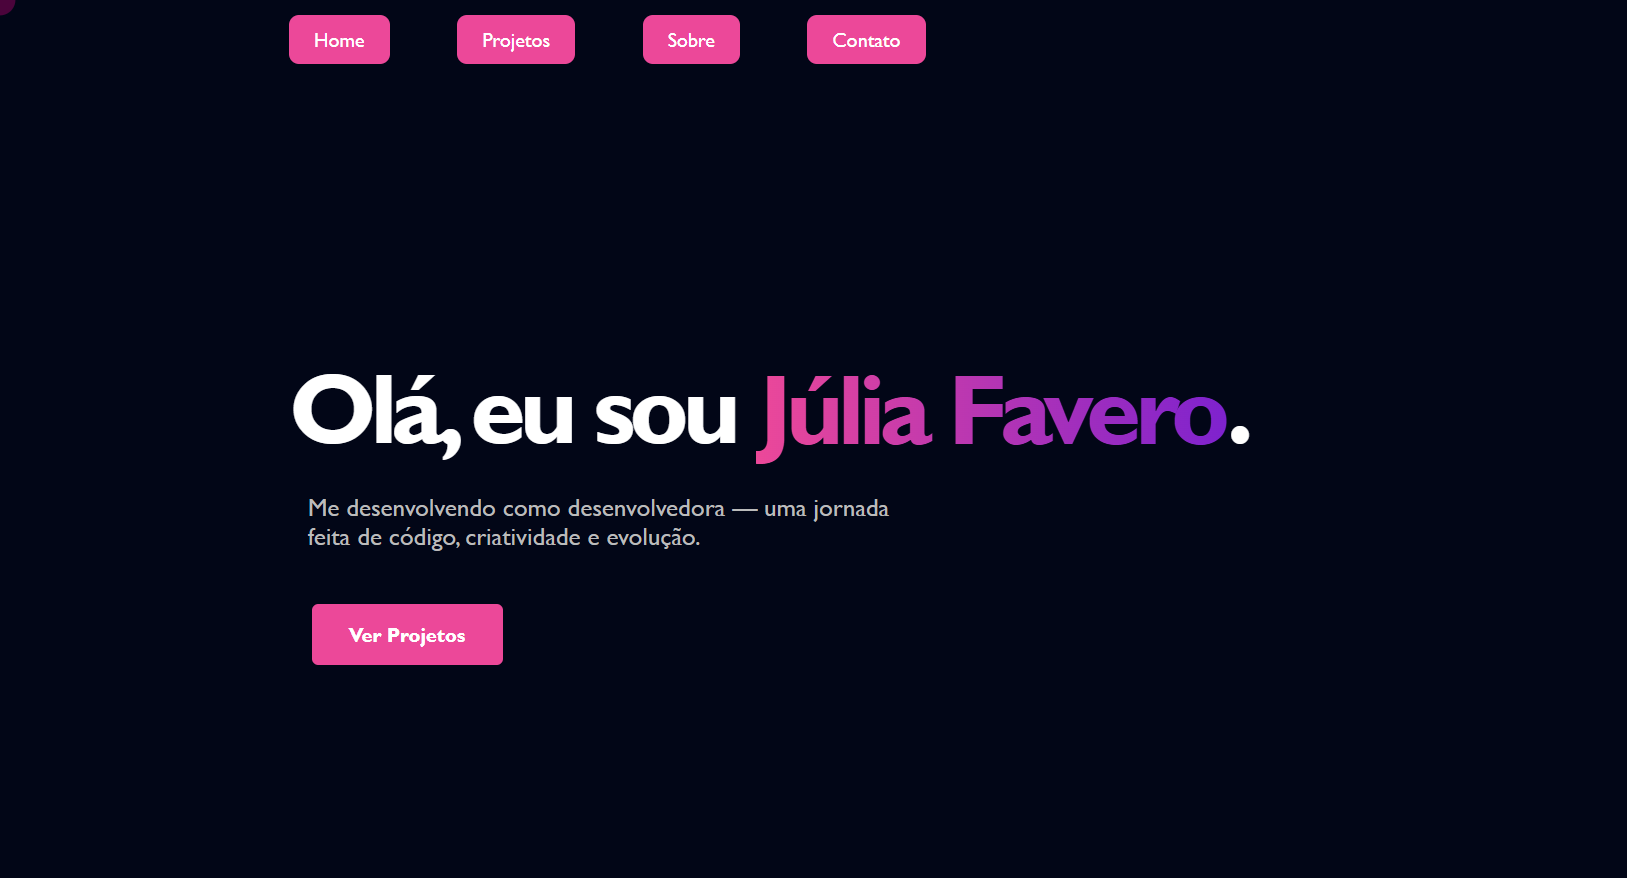 Home Projetos Sobre Contato
Olá, eu sou Júlia Favero.
Me desenvolvendo como desenvolvedora — uma jornada
feita de código, criatividade e evolução.
Ver Projetos